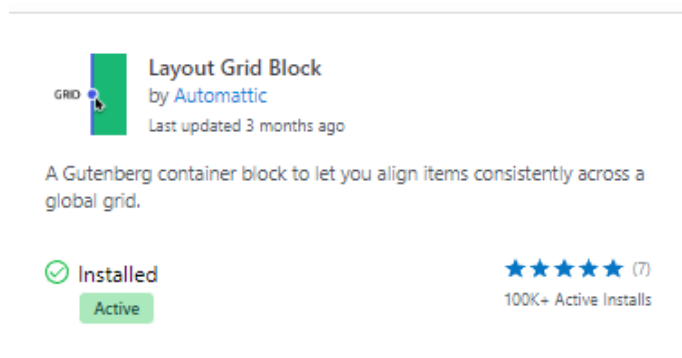 GRID
Layout Grid Block
by Automattic
Last updated 3 months ago
A Gutenberg container block to let you align items consistently across a
global grid.
Installed
Active
(7)
100K+ Active Installs